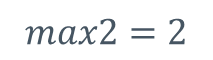 max2 = 2